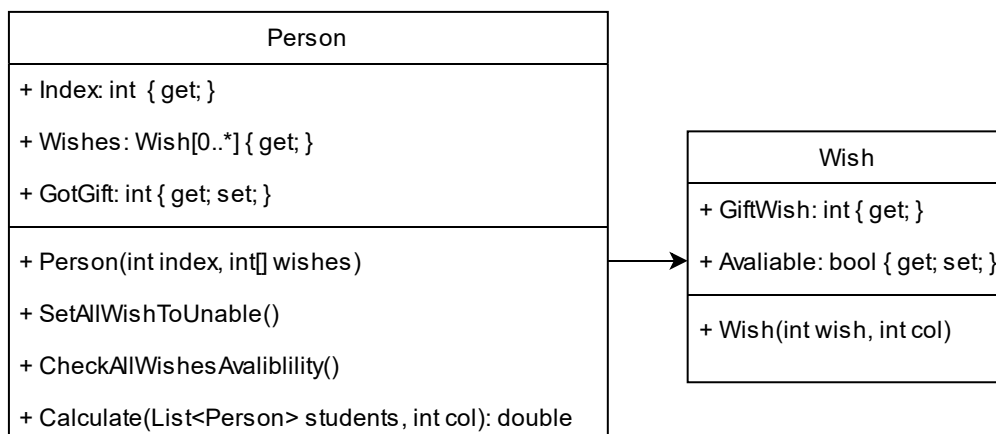 Person
+ Index: int { get; }
+ Wishes: Wish[0..*] { get; }
+ GotGift: int { get; set; }
+ Person(int index, int[] wishes)
+ SetAllWishToUnable()
+ CheckAllWishesAvaliblility()
+ Calculate(List<Person> students, int col): double
Wish
+ GiftWish: int { get; }
+ Avaliable: bool { get; set; }
+ Wish(int wish, int col)